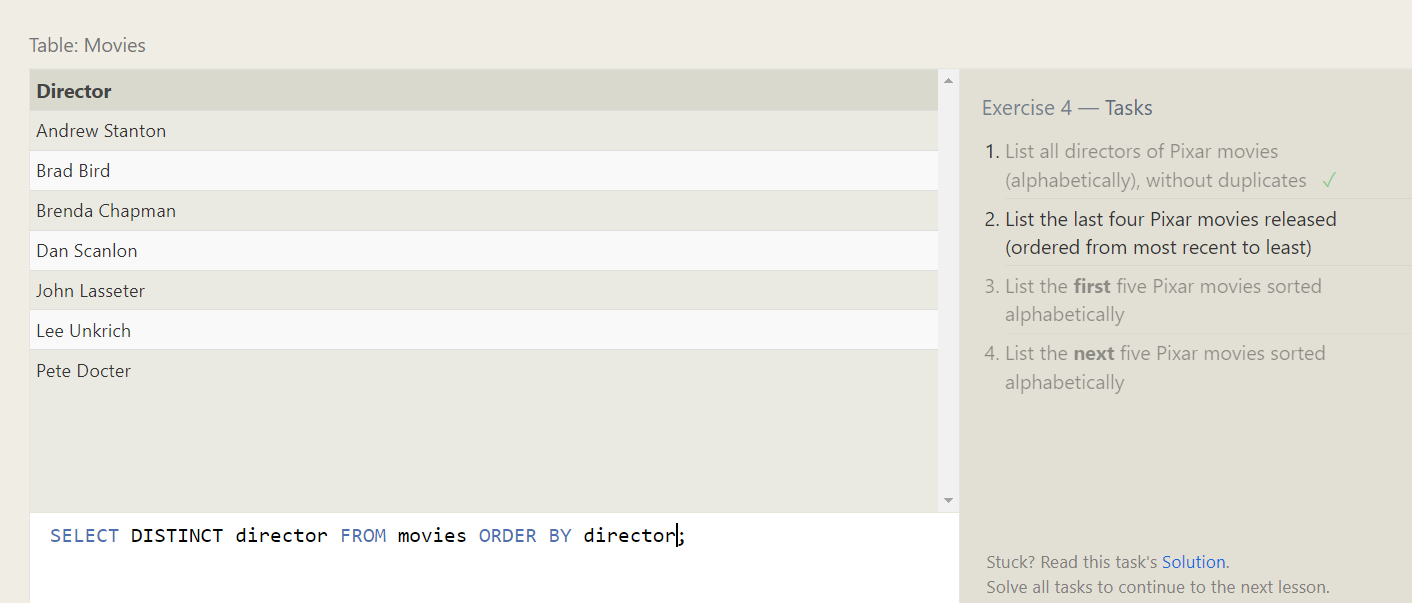 Table: Movies
Director
Andrew Stanton
Brad Bird
Brenda Chapman
Dan Scanlon
John Lasseter
Lee Unkrich
Pete Docter
SELECT DISTINCT director FROM movies ORDER BY director;
Exercise 4 — Tasks
1. List all directors of Pixar movies
(alphabetically), without duplicates ✓
2. List the last four Pixar movies released
(ordered from most recent to least)
3. List the first five Pixar movies sorted
alphabetically
4. List the next five Pixar movies sorted
alphabetically
Stuck? Read this task's Solution.
Solve all tasks to continue to the next lesson.